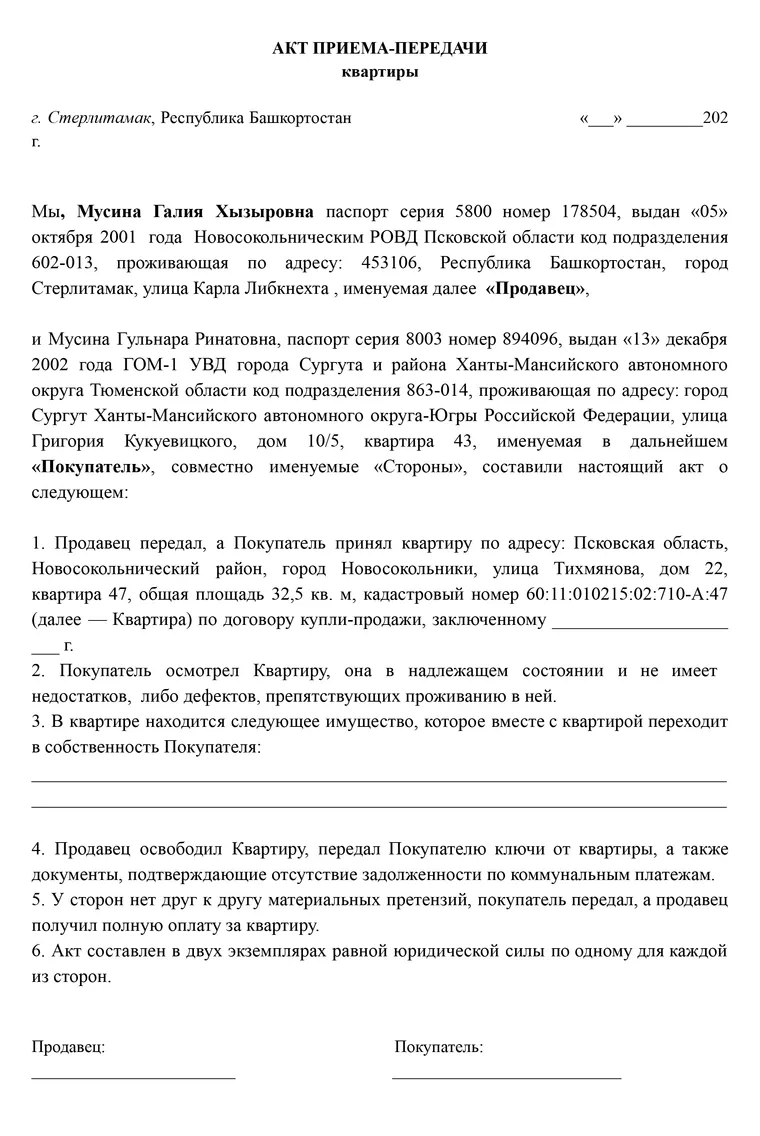 АКТ ПРИЕМА-ПЕРЕДАЧИ
квартиры
г. Стерлитамак, Республика Башкортостан «___» _________202
г.
Мы, Мусина Галия Хызыровна паспорт серия 5800 номер 178504, выдан «05»
октября 2001 года Новосокольническим РОВД Псковской области код подразделения
602-013, проживающая по адресу: 453106, Республика Башкортостан, город
Стерлитамак, улица Карла Либкнехта , именуемая далее «Продавец»,
и Мусина Гульнара Ринатовна, паспорт серия 8003 номер 894096, выдан «13» декабря
2002 года ГОМ-1 УВД города Сургута и района Ханты-Мансийского автономного
округа Тюменской области код подразделения 863-014, проживающая по адресу: город
Сургут Ханты-Мансийского автономного округа-Югры Российской Федерации, улица
Григория Кукуевицкого, дом 10/5, квартира 43, именуемая в дальнейшем
«Покупатель», совместно именуемые «Стороны», составили настоящий акт о
следующем:
1. Продавец передал, а Покупатель принял квартиру по адресу: Псковская область,
Новосокольнический район, город Новосокольники, улица Тихмянова, дом 22,
квартира 47, общая площадь 32,5 кв. м, кадастровый номер 60:11:010215:02:710-А:47
(далее — Квартира) по договору купли-продажи, заключенному ___________________
___ г.
2. Покупатель осмотрел Квартиру, она в надлежащем состоянии и не имеет
недостатков, либо дефектов, препятствующих проживанию в ней.
3. В квартире находится следующее имущество, которое вместе с квартирой переходит
в собственность Покупателя:
4. Продавец освободил Квартиру, передал Покупателю ключи от квартиры, а также
документы, подтверждающие отсутствие задолженности по коммунальным платежам.
5. У сторон нет друг к другу материальных претензий, покупатель передал, а продавец
получил полную оплату за квартиру.
6. Акт составлен в двух экземплярах равной юридической силы по одному для каждой
из сторон.
Продавец: Покупатель: